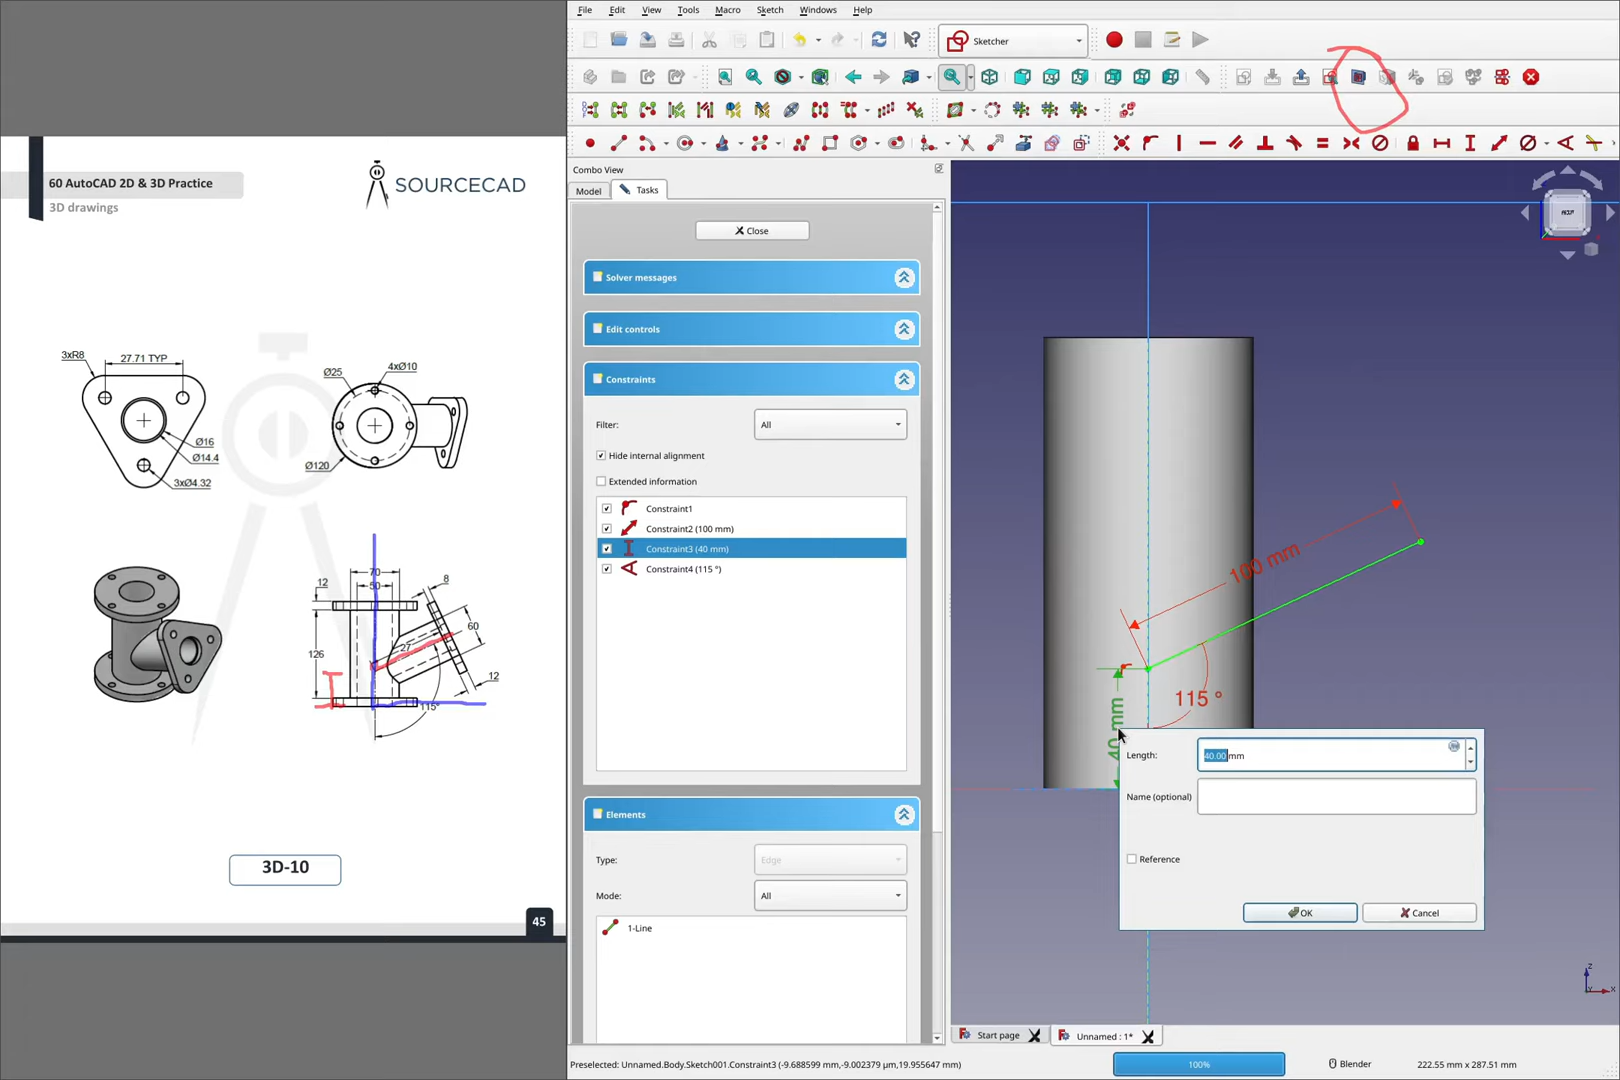 File Edit View Tools Macro Sketch Windows Help
Sketcher
60 AutoCAD 2D & 3D Practice
3D drawings
SOURCECAD
3xR8
27.71 TYP
Ø16
Ø14.4
3xØ4.32
Ø25
4xØ10
Ø120
70
50
12
8
60
27
126
12
115°
3D-10
45
Combo View
Model
Tasks
Close
Solver messages
Edit controls
Constraints
Filter:
All
Hide internal alignment
Extended information
Constraint1
Constraint2 (100 mm)
Constraint3 (40 mm)
Constraint4 (115 °)
Elements
Type:
Edge
Mode:
All
1-Line
100 mm
115 °
40 mm
Length:
40.00 mm
Name (optional)
Reference
OK
Cancel
Start page
Unnamed : 1*
Preselected: Unnamed.Body.Sketch001.Constraint3 (-9.688599 mm,-9.002379 µm,19.955647 mm)
100%
Blender
222.55 mm x 287.51 mm